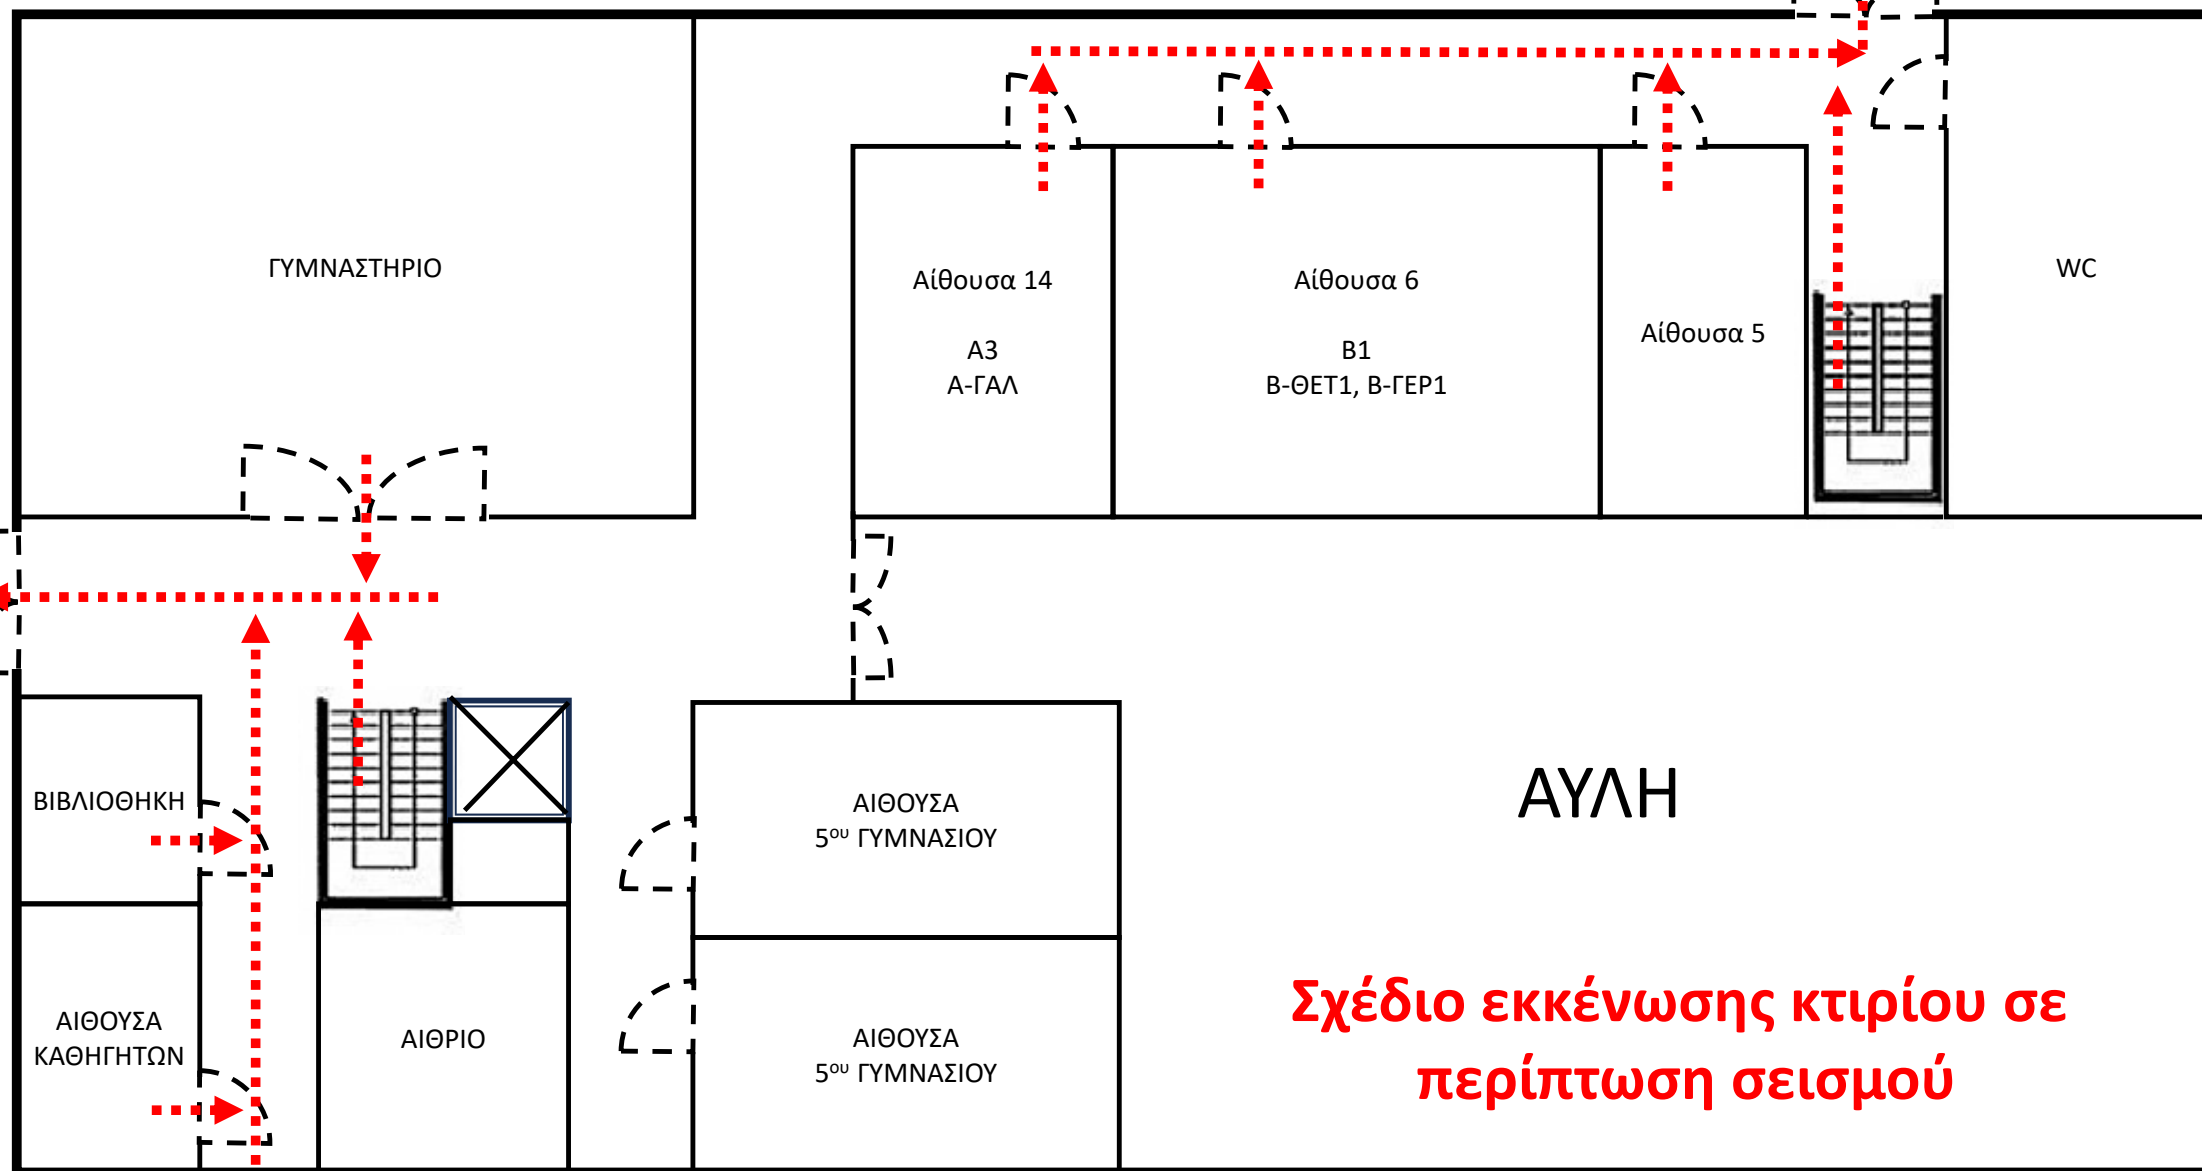 ΓΥΜΝΑΣΤΗΡΙΟ
Αίθουσα 14
Α3
Α-ΓΑΛ
Αίθουσα 6
Β1
Β-ΘΕΤ1, Β-ΓΕΡ1
Αίθουσα 5
WC
ΒΙΒΛΙΟΘΗΚΗ
ΑΙΘΟΥΣΑ
ΚΑΘΗΓΗΤΩΝ
ΑΙΘΡΙΟ
ΑΙΘΟΥΣΑ
5ου ΓΥΜΝΑΣΙΟΥ
ΑΙΘΟΥΣΑ
5ου ΓΥΜΝΑΣΙΟΥ
ΑΥΛΗ
Σχέδιο εκκένωσης κτιρίου σε
περίπτωση σεισμού